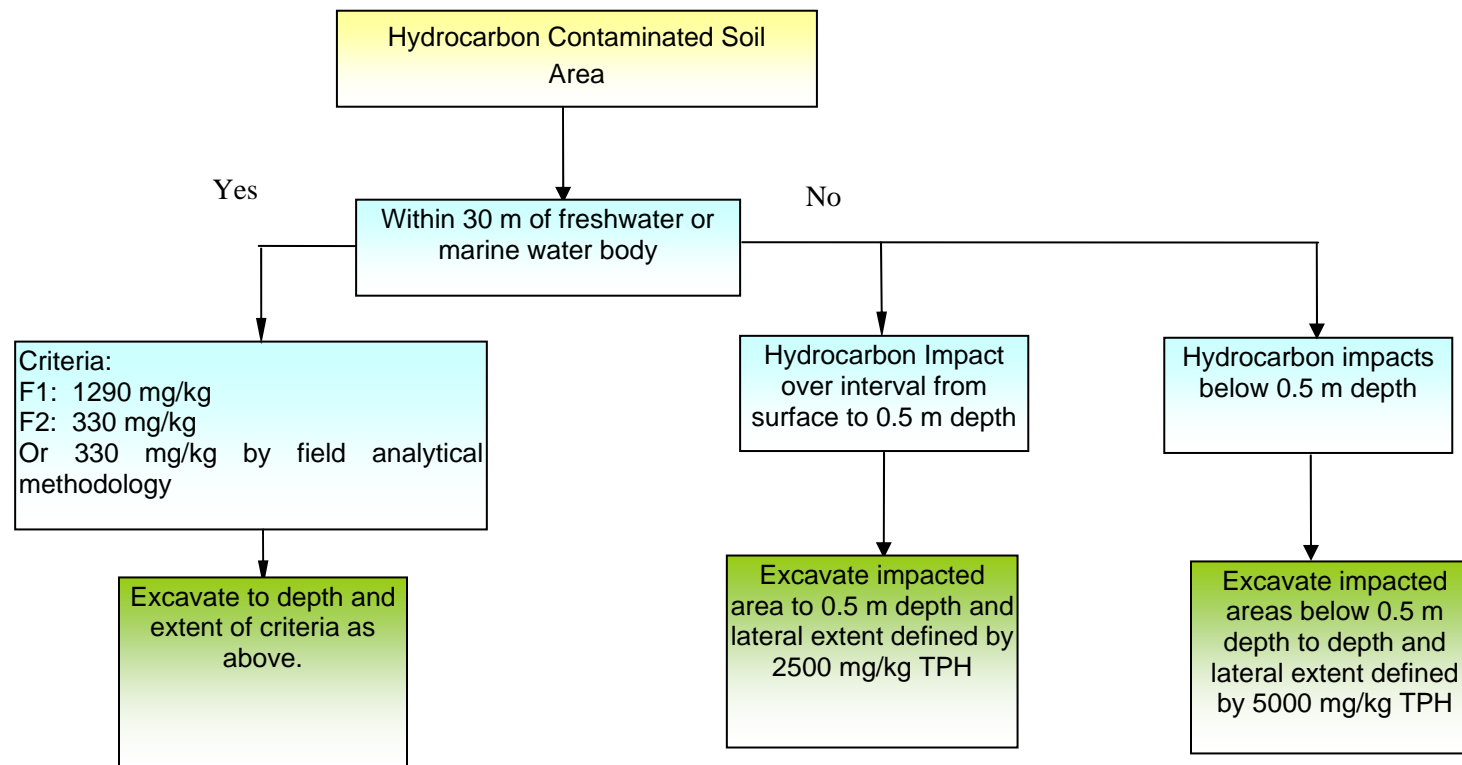 Hydrocarbon Contaminated Soil
Area
Yes
No
Within 30 m of freshwater or
marine water body
Criteria:
F1: 1290 mg/kg
F2: 330 mg/kg
Or 330 mg/kg by field analytical
methodology
Hydrocarbon Impact
over interval from
surface to 0.5 m depth
Hydrocarbon impacts
below 0.5 m depth
Excavate to depth and
extent of criteria as
above.
Excavate impacted
area to 0.5 m depth and
lateral extent defined by
2500 mg/kg TPH
Excavate impacted
areas below 0.5 m
depth to depth and
lateral extent defined
by 5000 mg/kg TPH